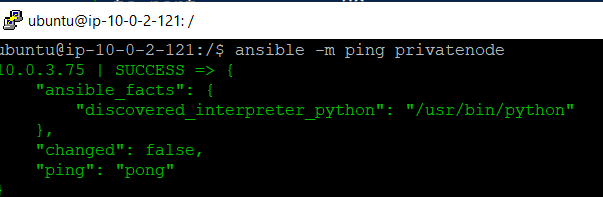 ubuntu@ip-10-0-2-121: /
ubuntu@ip-10-0-2-121:/$ ansible -m ping privatenode
10.0.3.75 | SUCCESS => {
    "ansible_facts": {
        "discovered_interpreter_python": "/usr/bin/python"
    },
    "changed": false,
    "ping": "pong"
}